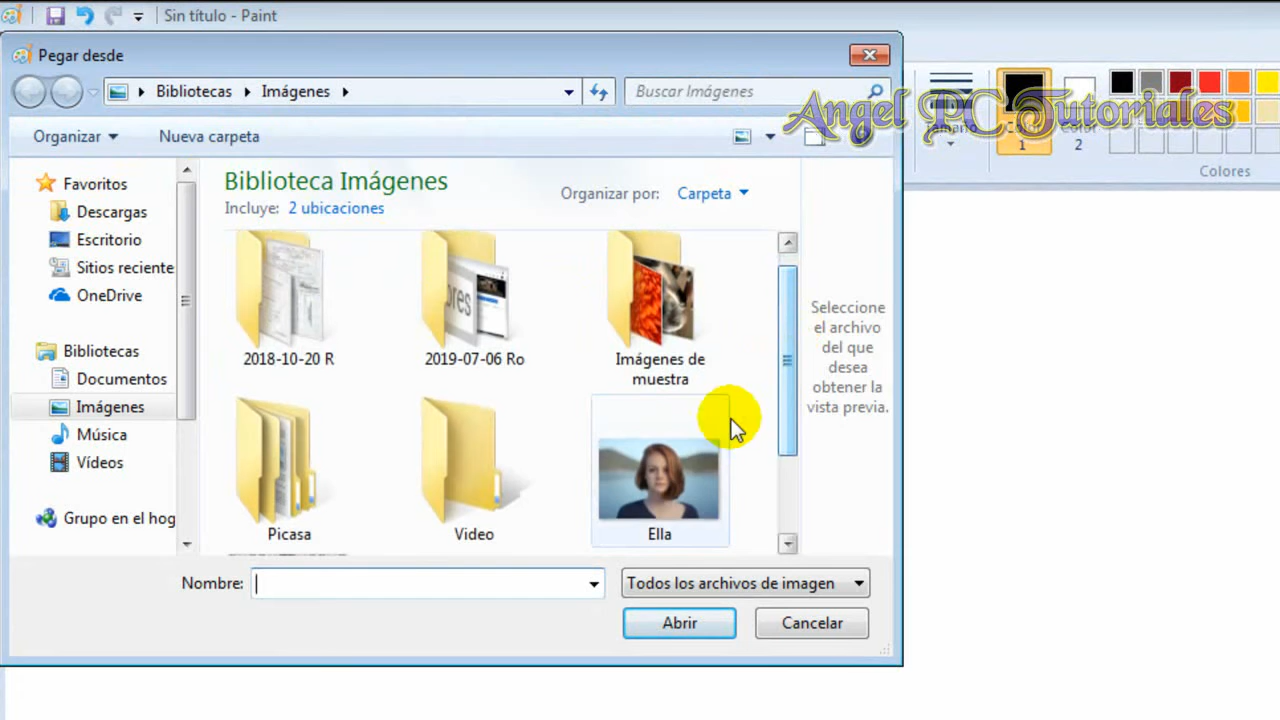 Sin título - Paint
Pegar desde
Bibliotecas
Imágenes
Buscar Imágenes
Angel PC Tutoriales
Tamaño
Color
1
Color
2
Colores
Organizar
Nueva carpeta
Favoritos
Descargas
Escritorio
Sitios reciente
OneDrive
Bibliotecas
Documentos
Imágenes
Música
Vídeos
Grupo en el hog
Biblioteca Imágenes
Incluye: 2 ubicaciones
Organizar por: Carpeta
2018-10-20 R
2019-07-06 Ro
Imágenes de
muestra
Picasa
Video
Ella
Seleccione
el archivo
del que
desea
obtener la
vista previa.
Nombre:
Todos los archivos de imagen
Abrir
Cancelar